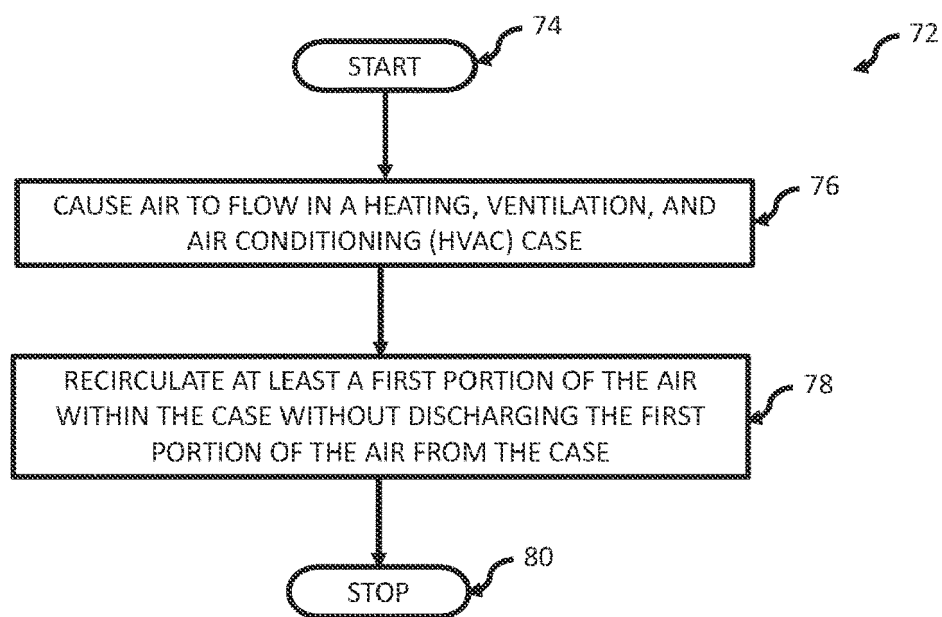 74
72
START
76
CAUSE AIR TO FLOW IN A HEATING, VENTILATION, AND
AIR CONDITIONING (HVAC) CASE
78
RECIRCULATE AT LEAST A FIRST PORTION OF THE AIR
WITHIN THE CASE WITHOUT DISCHARGING THE FIRST
PORTION OF THE AIR FROM THE CASE
80
STOP